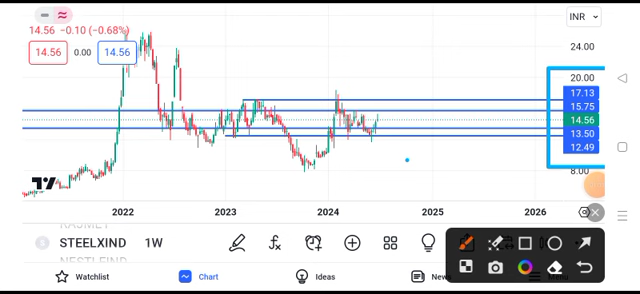 14.56 −0.10 (−0.68%)
INR
14.56 0.00 14.56
24.00
20.00
17.13
15.75
14.56
13.50
12.49
8.00
2022 2023 2024 2025 2026
STEELXIND 1W
NESTLEIND
Watchlist Chart Ideas News